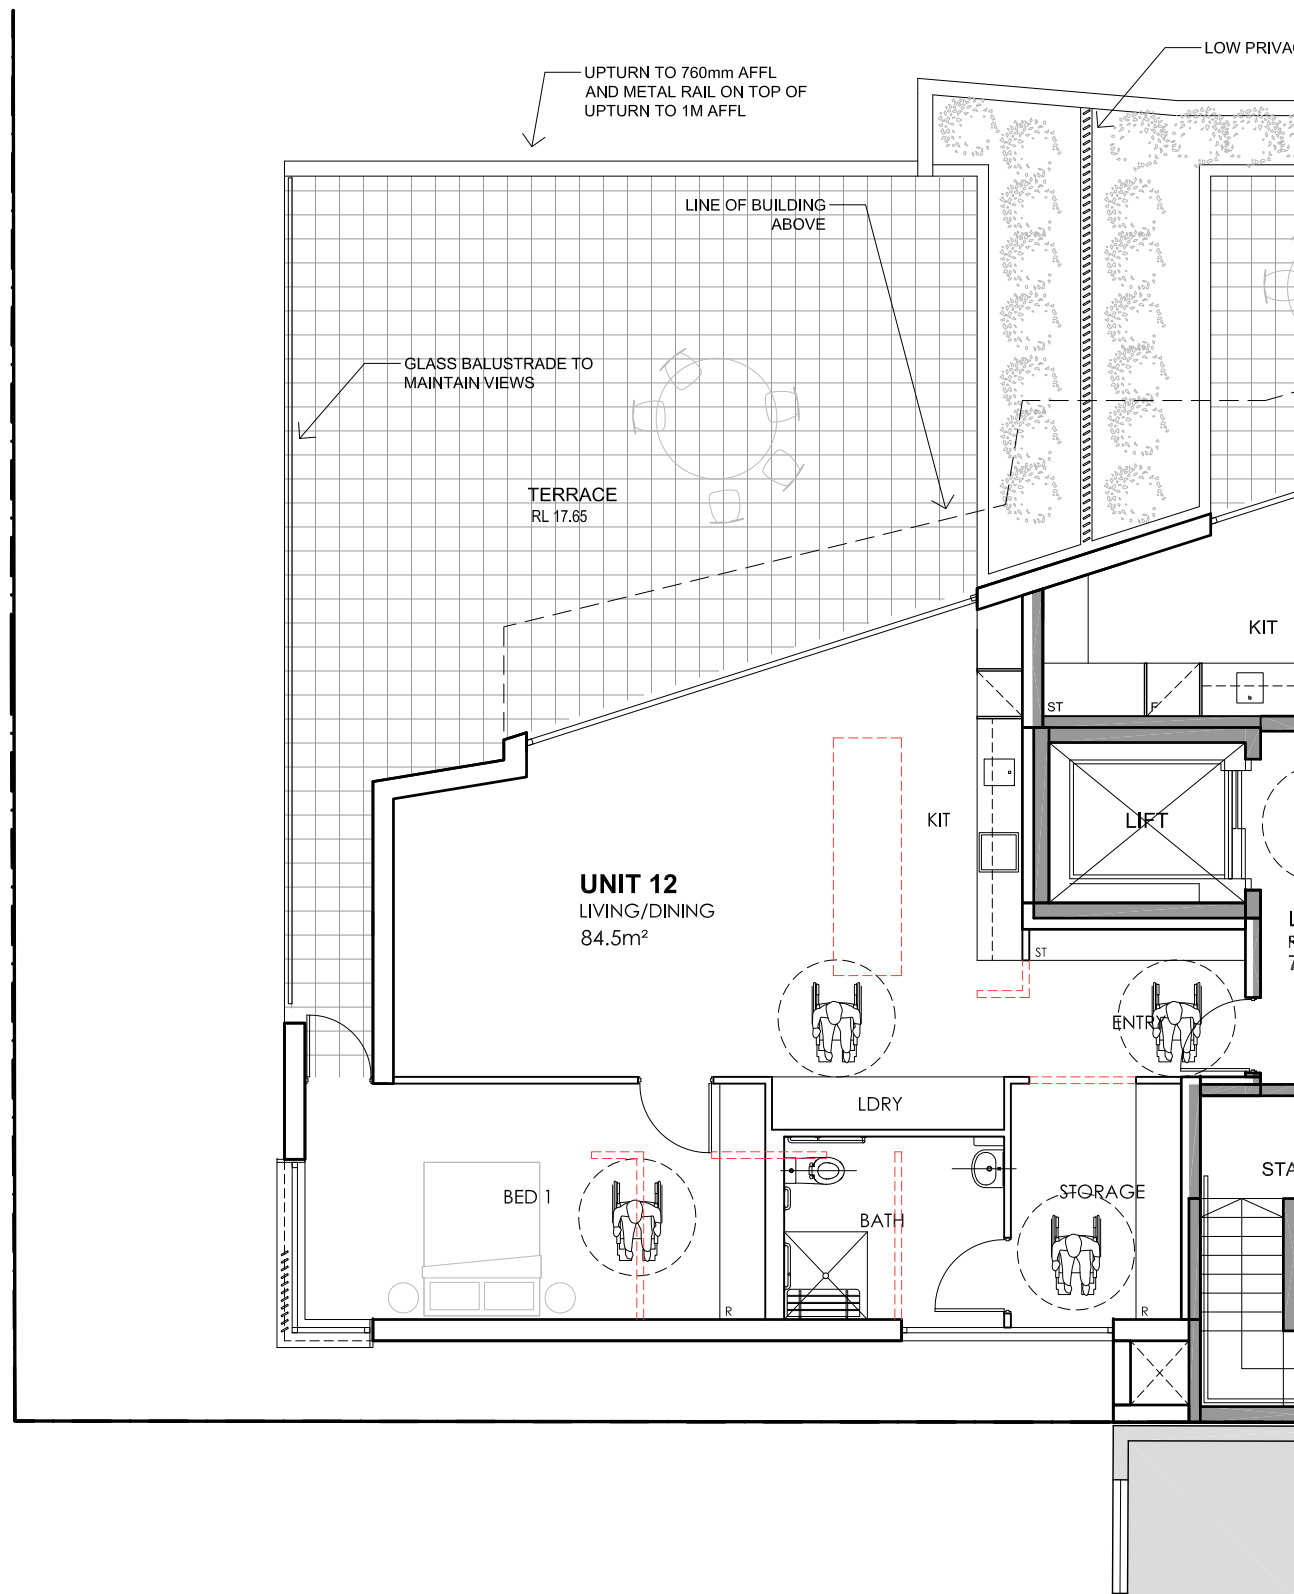 LOW PRIVA
UPTURN TO 760mm AFFL
AND METAL RAIL ON TOP OF
UPTURN TO 1M AFFL
LINE OF BUILDING
ABOVE
GLASS BALUSTRADE TO
MAINTAIN VIEWS
TERRACE
RL 17.65
KIT
ST
F
LIFT
KIT
UNIT 12
LIVING/DINING
84.5m²
L
R
7
ST
ENTRY
LDRY
STA
BED 1
STORAGE
BATH
R
R